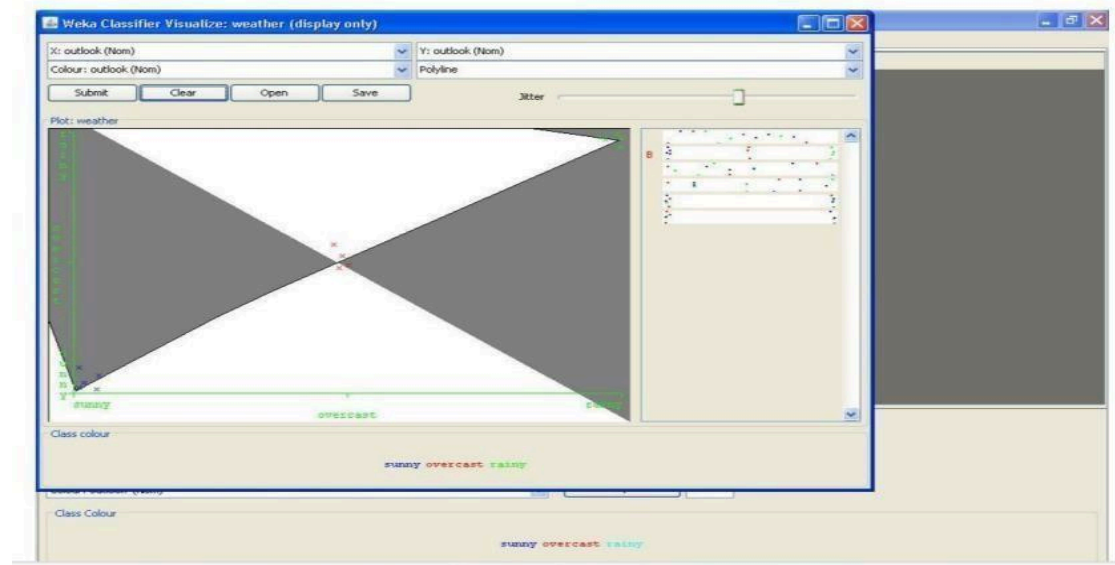 Weka Classifier Visualize: weather (display only)
X: outlook (Nom) Y: outlook (Nom)
Colour: outlook (Nom) Polyline
Submit Clear Open Save Jitter
Plot: weather
B
sunny
overcast
Class colour
sunny overcast rainy
Class Colour
sunny overcast rainy